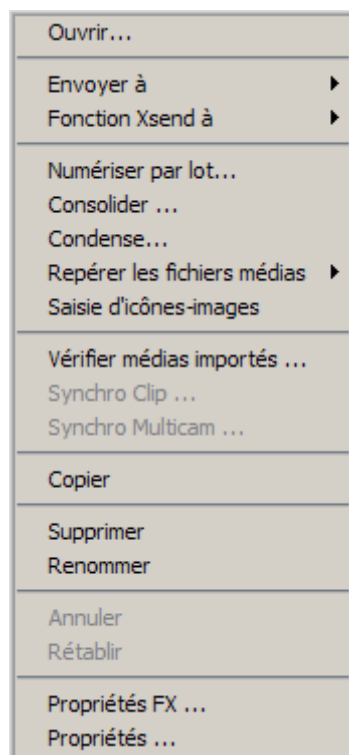 Ouvrir...
Envoyer à
Fonction Xsend à
Numériser par lot...
Consolider ...
Condense...
Repérer les fichiers médias
Saisie d'icônes-images
Vérifier médias importés ...
Synchro Clip ...
Synchro Multicam ...
Copier
Supprimer
Renommer
Annuler
Rétablir
Propriétés FX ...
Propriétés ...